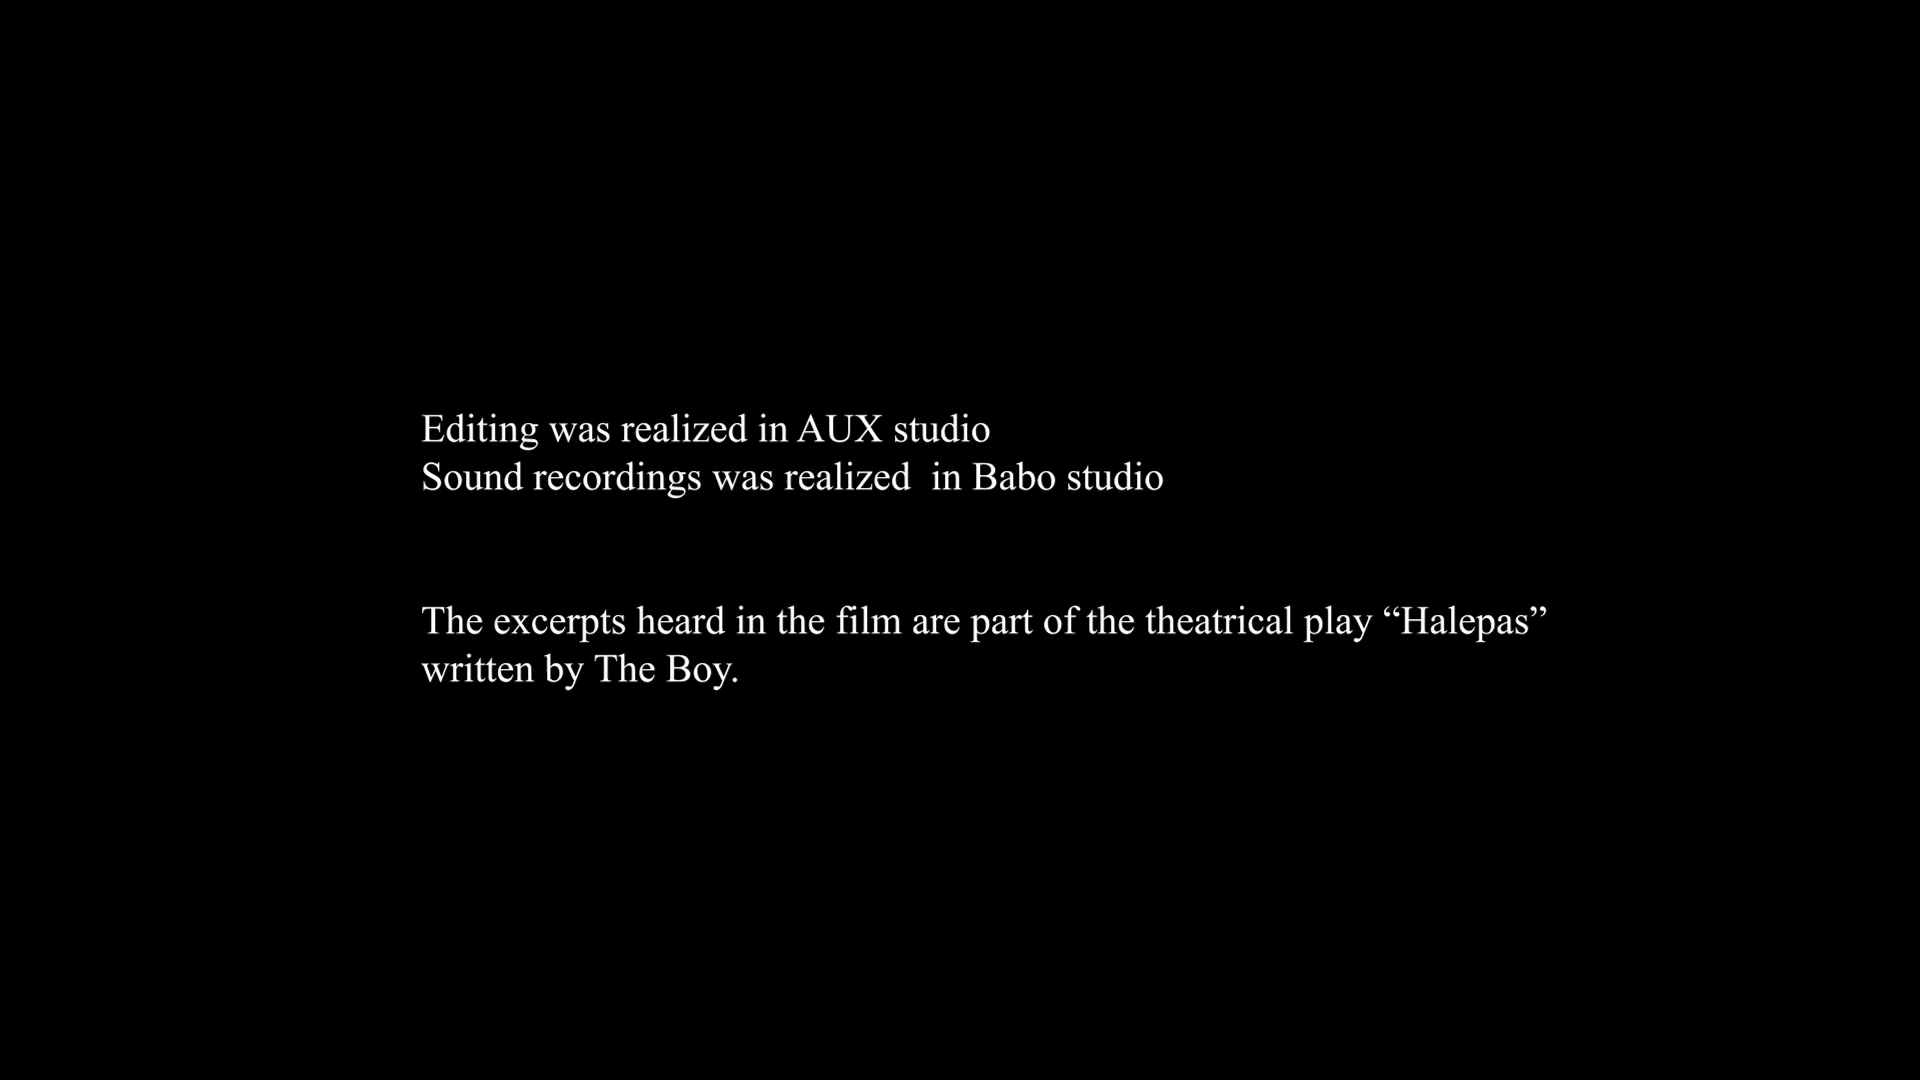 Editing was realized in AUX studio
Sound recordings was realized  in Babo studio
The excerpts heard in the film are part of the theatrical play “Halepas”
written by The Boy.